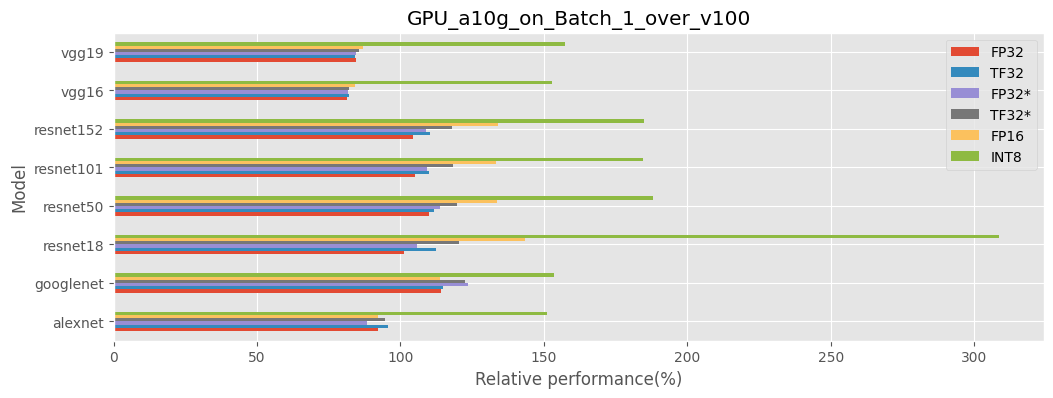 GPU_a10g_on_Batch_1_over_v100
vgg19
vgg16
resnet152
resnet101
resnet50
resnet18
googlenet
alexnet
Model
0 50 100 150 200 250 300
Relative performance(%)
FP32
TF32
FP32*
TF32*
FP16
INT8